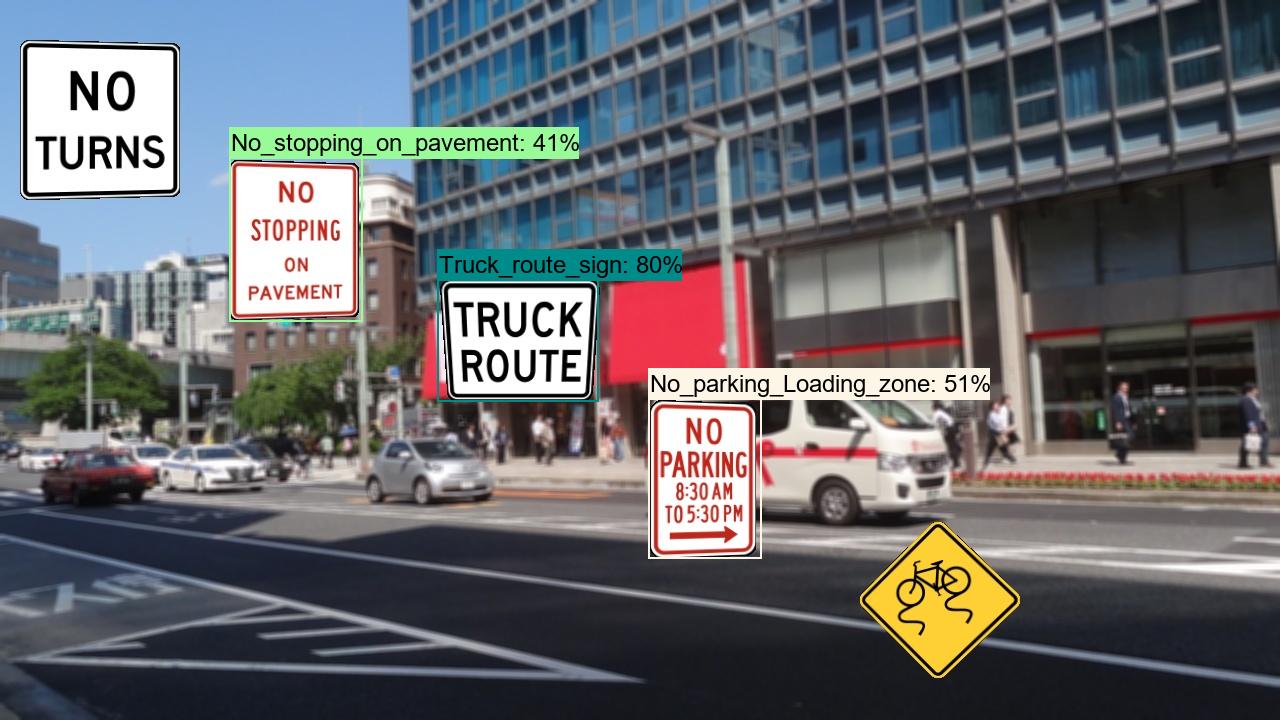 NO
TURNS
No_stopping_on_pavement: 41%
NO
STOPPING
ON
PAVEMENT
Truck_route_sign: 80%
TRUCK
ROUTE
No_parking_Loading_zone: 51%
NO
PARKING
8:30 AM
TO 5:30 PM